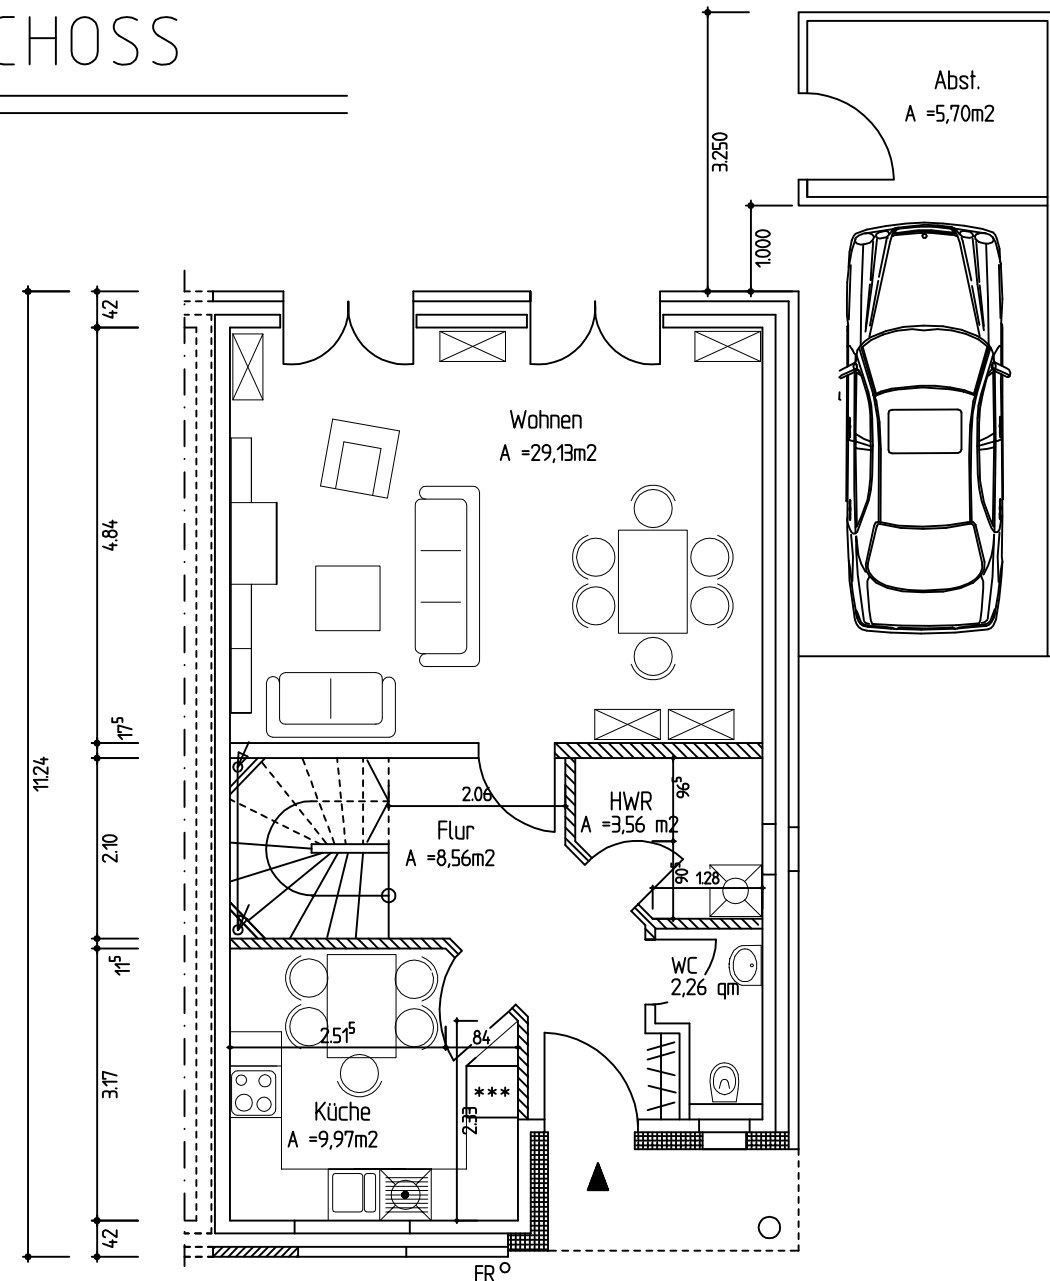 CHOSS
Abst.
A =5,70m2
3.250
1.000
42
Wohnen
A =29,13m2
4.84
17⁵
11.24
2.06
HWR
A =3,56 m2
96⁵
Flur
A =8,56m2
2.10
90⁵
1.28
11⁵
WC
2,26 qm
2.51⁵
84
***
3.17
Küche
A =9,97m2
2.33
42
FR